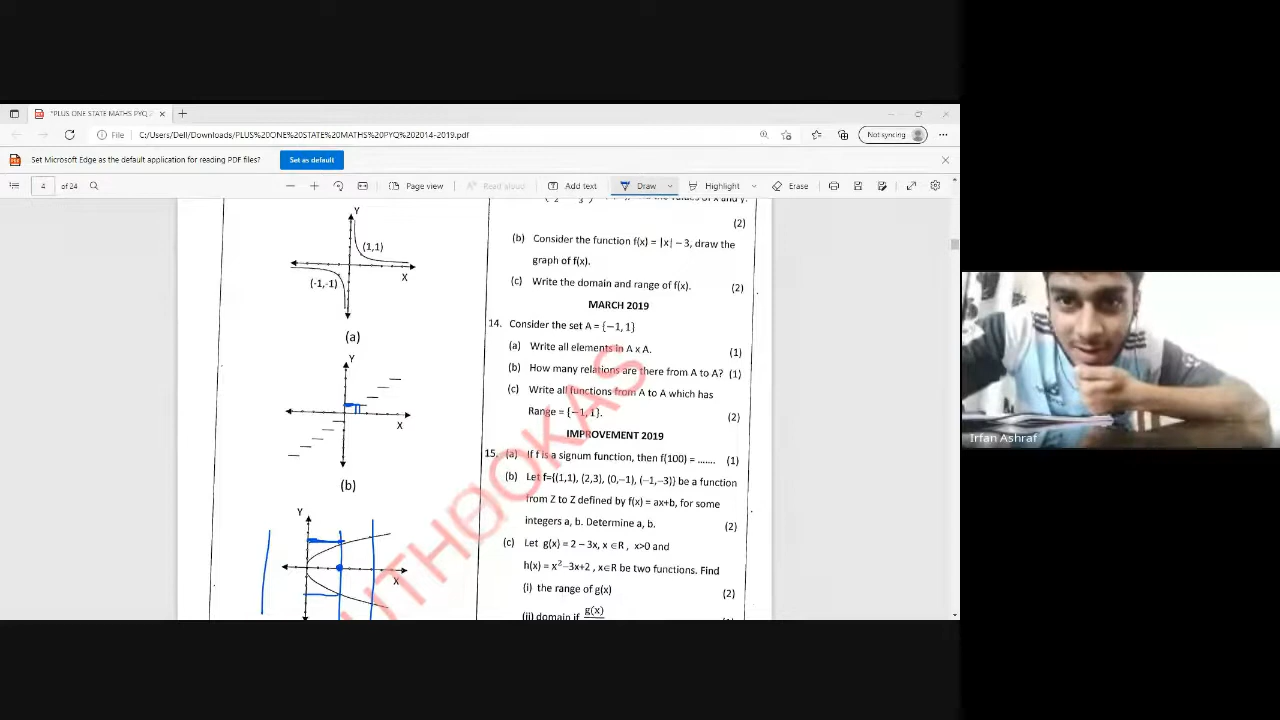 *PLUS ONE STATE MATHS PYQ
File C:/Users/Dell/Downloads/PLUS%20ONE%20STATE%20MATHS%20PYQ%202014-2019.pdf
Not syncing
Set Microsoft Edge as the default application for reading PDF files? Set as default
4 of 24
Page view
Read aloud
Add text
Draw
Highlight
Erase
Y
(1,1)
X
(-1,-1)
(a)
Y
X
(b)
Y
X
(2)
(b) Consider the function f(x) = |x| − 3, draw the
graph of f(x).
(c) Write the domain and range of f(x). (2)
MARCH 2019
14. Consider the set A = {−1, 1}
(a) Write all elements in A x A. (1)
(b) How many relations are there from A to A? (1)
(c) Write all functions from A to A which has
Range = {−1, 1}. (2)
IMPROVEMENT 2019
15. (a) If f is a signum function, then f(100) = ....... (1)
(b) Let f={(1,1), (2,3), (0,−1), (−1,−3)} be a function
from Z to Z defined by f(x) = ax+b, for some
integers a, b. Determine a, b. (2)
(c) Let g(x) = 2 − 3x, x ∈R , x>0 and
h(x) = x²−3x+2 , x∈R be two functions. Find
(i) the range of g(x) (2)
(ii) domain if g(x)
Irfan Ashraf